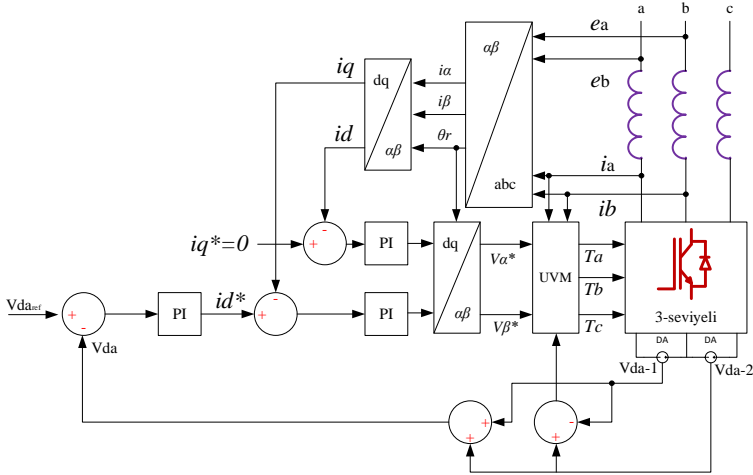 a b c
ea
αβ
eb
iq
dq
iα
iβ
id
θr
αβ
abc
ia
ib
iq*=0
+
-
PI
dq
αβ
Vα*
Vβ*
UVM
Ta
Tb
Tc
3-seviyeli
DA DA
Vda-1
Vda-2
Vdaref
+
-
Vda
PI
id*
+
-
PI
+
+
-
+